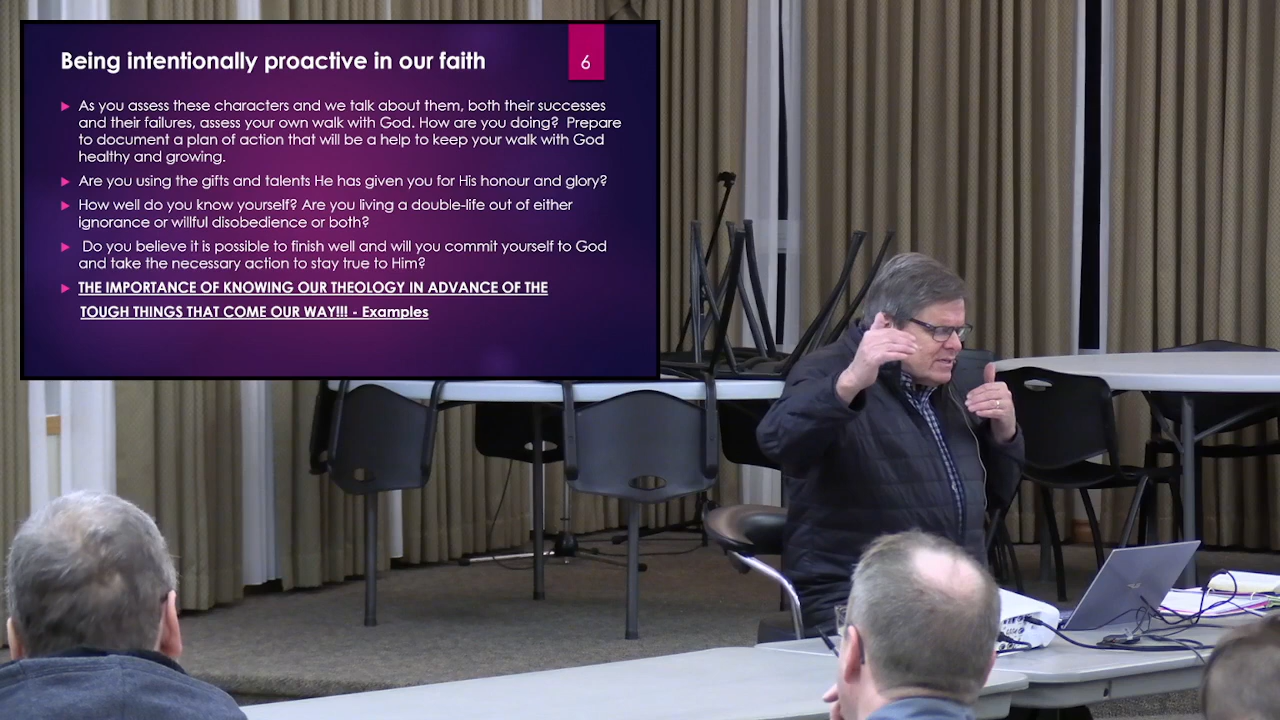 Being intentionally proactive in our faith
6
As you assess these characters and we talk about them, both their successes
and their failures, assess your own walk with God. How are you doing?  Prepare
to document a plan of action that will be a help to keep your walk with God
healthy and growing.
Are you using the gifts and talents He has given you for His honour and glory?
How well do you know yourself? Are you living a double-life out of either
ignorance or willful disobedience or both?
Do you believe it is possible to finish well and will you commit yourself to God
and take the necessary action to stay true to Him?
THE IMPORTANCE OF KNOWING OUR THEOLOGY IN ADVANCE OF THE
TOUGH THINGS THAT COME OUR WAY!!! - Examples